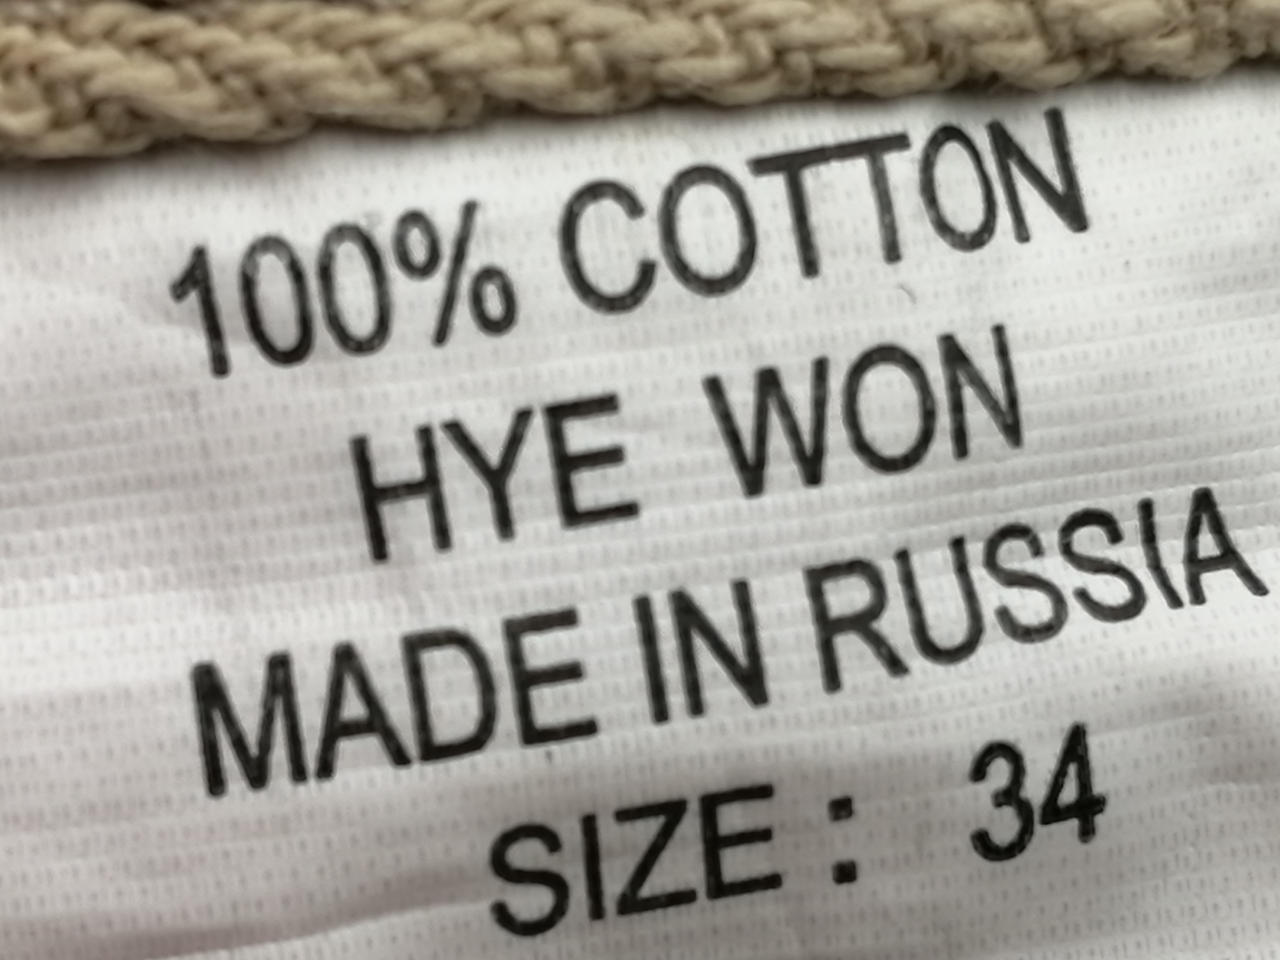 100% COTTON
HYE WON
MADE IN RUSSIA
SIZE : 34